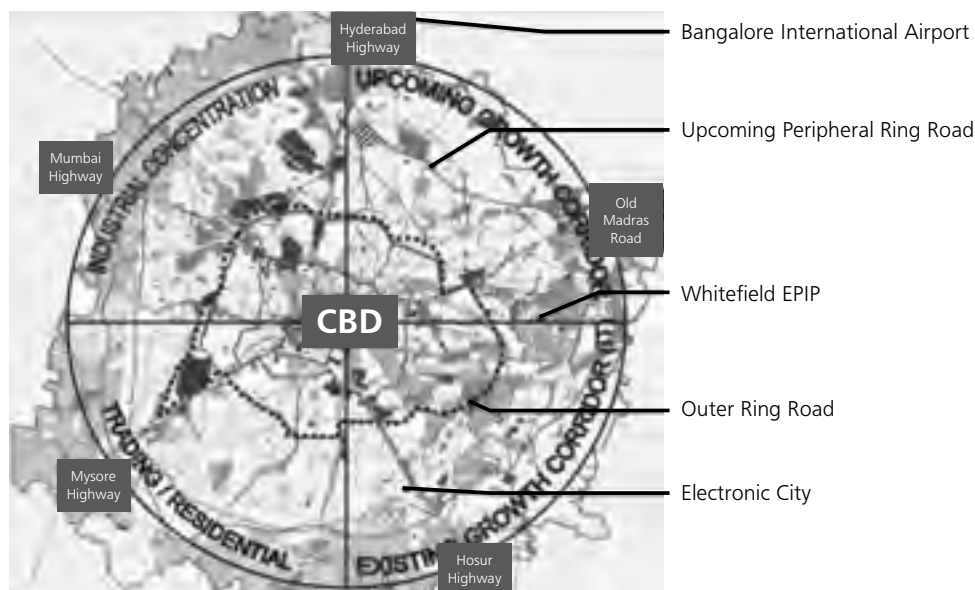 Hyderabad
Highway
Bangalore International Airport
UPCOMING GROWTH CORRIDOR
INDUSTRIAL CONCENTRATION
Upcoming Peripheral Ring Road
Mumbai
Highway
Old
Madras
Road
Whitefield EPIP
CBD
Outer Ring Road
EXISTING GROWTH CORRIDOR (IT)
TRADING / RESIDENTIAL
Mysore
Highway
Electronic City
Hosur
Highway